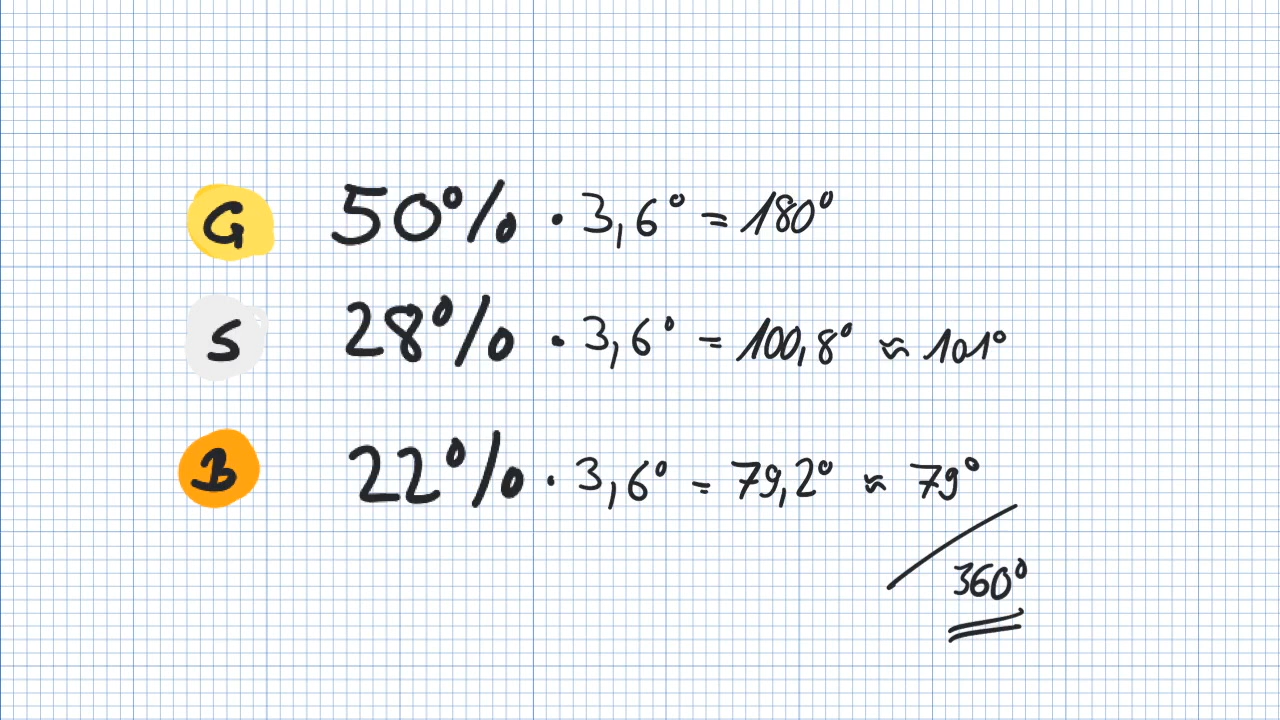 G 50% · 3,6° = 180°
S 28% · 3,6° = 100,8° ≈ 101°
B 22% · 3,6° = 79,2° ≈ 79°
360°